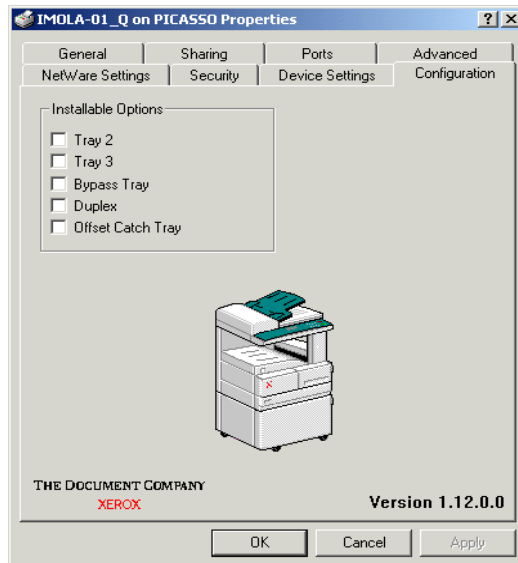 IMOLA-01_Q on PICASSO Properties
General Sharing Ports Advanced
NetWare Settings Security Device Settings Configuration
Installable Options
Tray 2
Tray 3
Bypass Tray
Duplex
Offset Catch Tray
THE DOCUMENT COMPANY
XEROX
Version 1.12.0.0
OK Cancel Apply